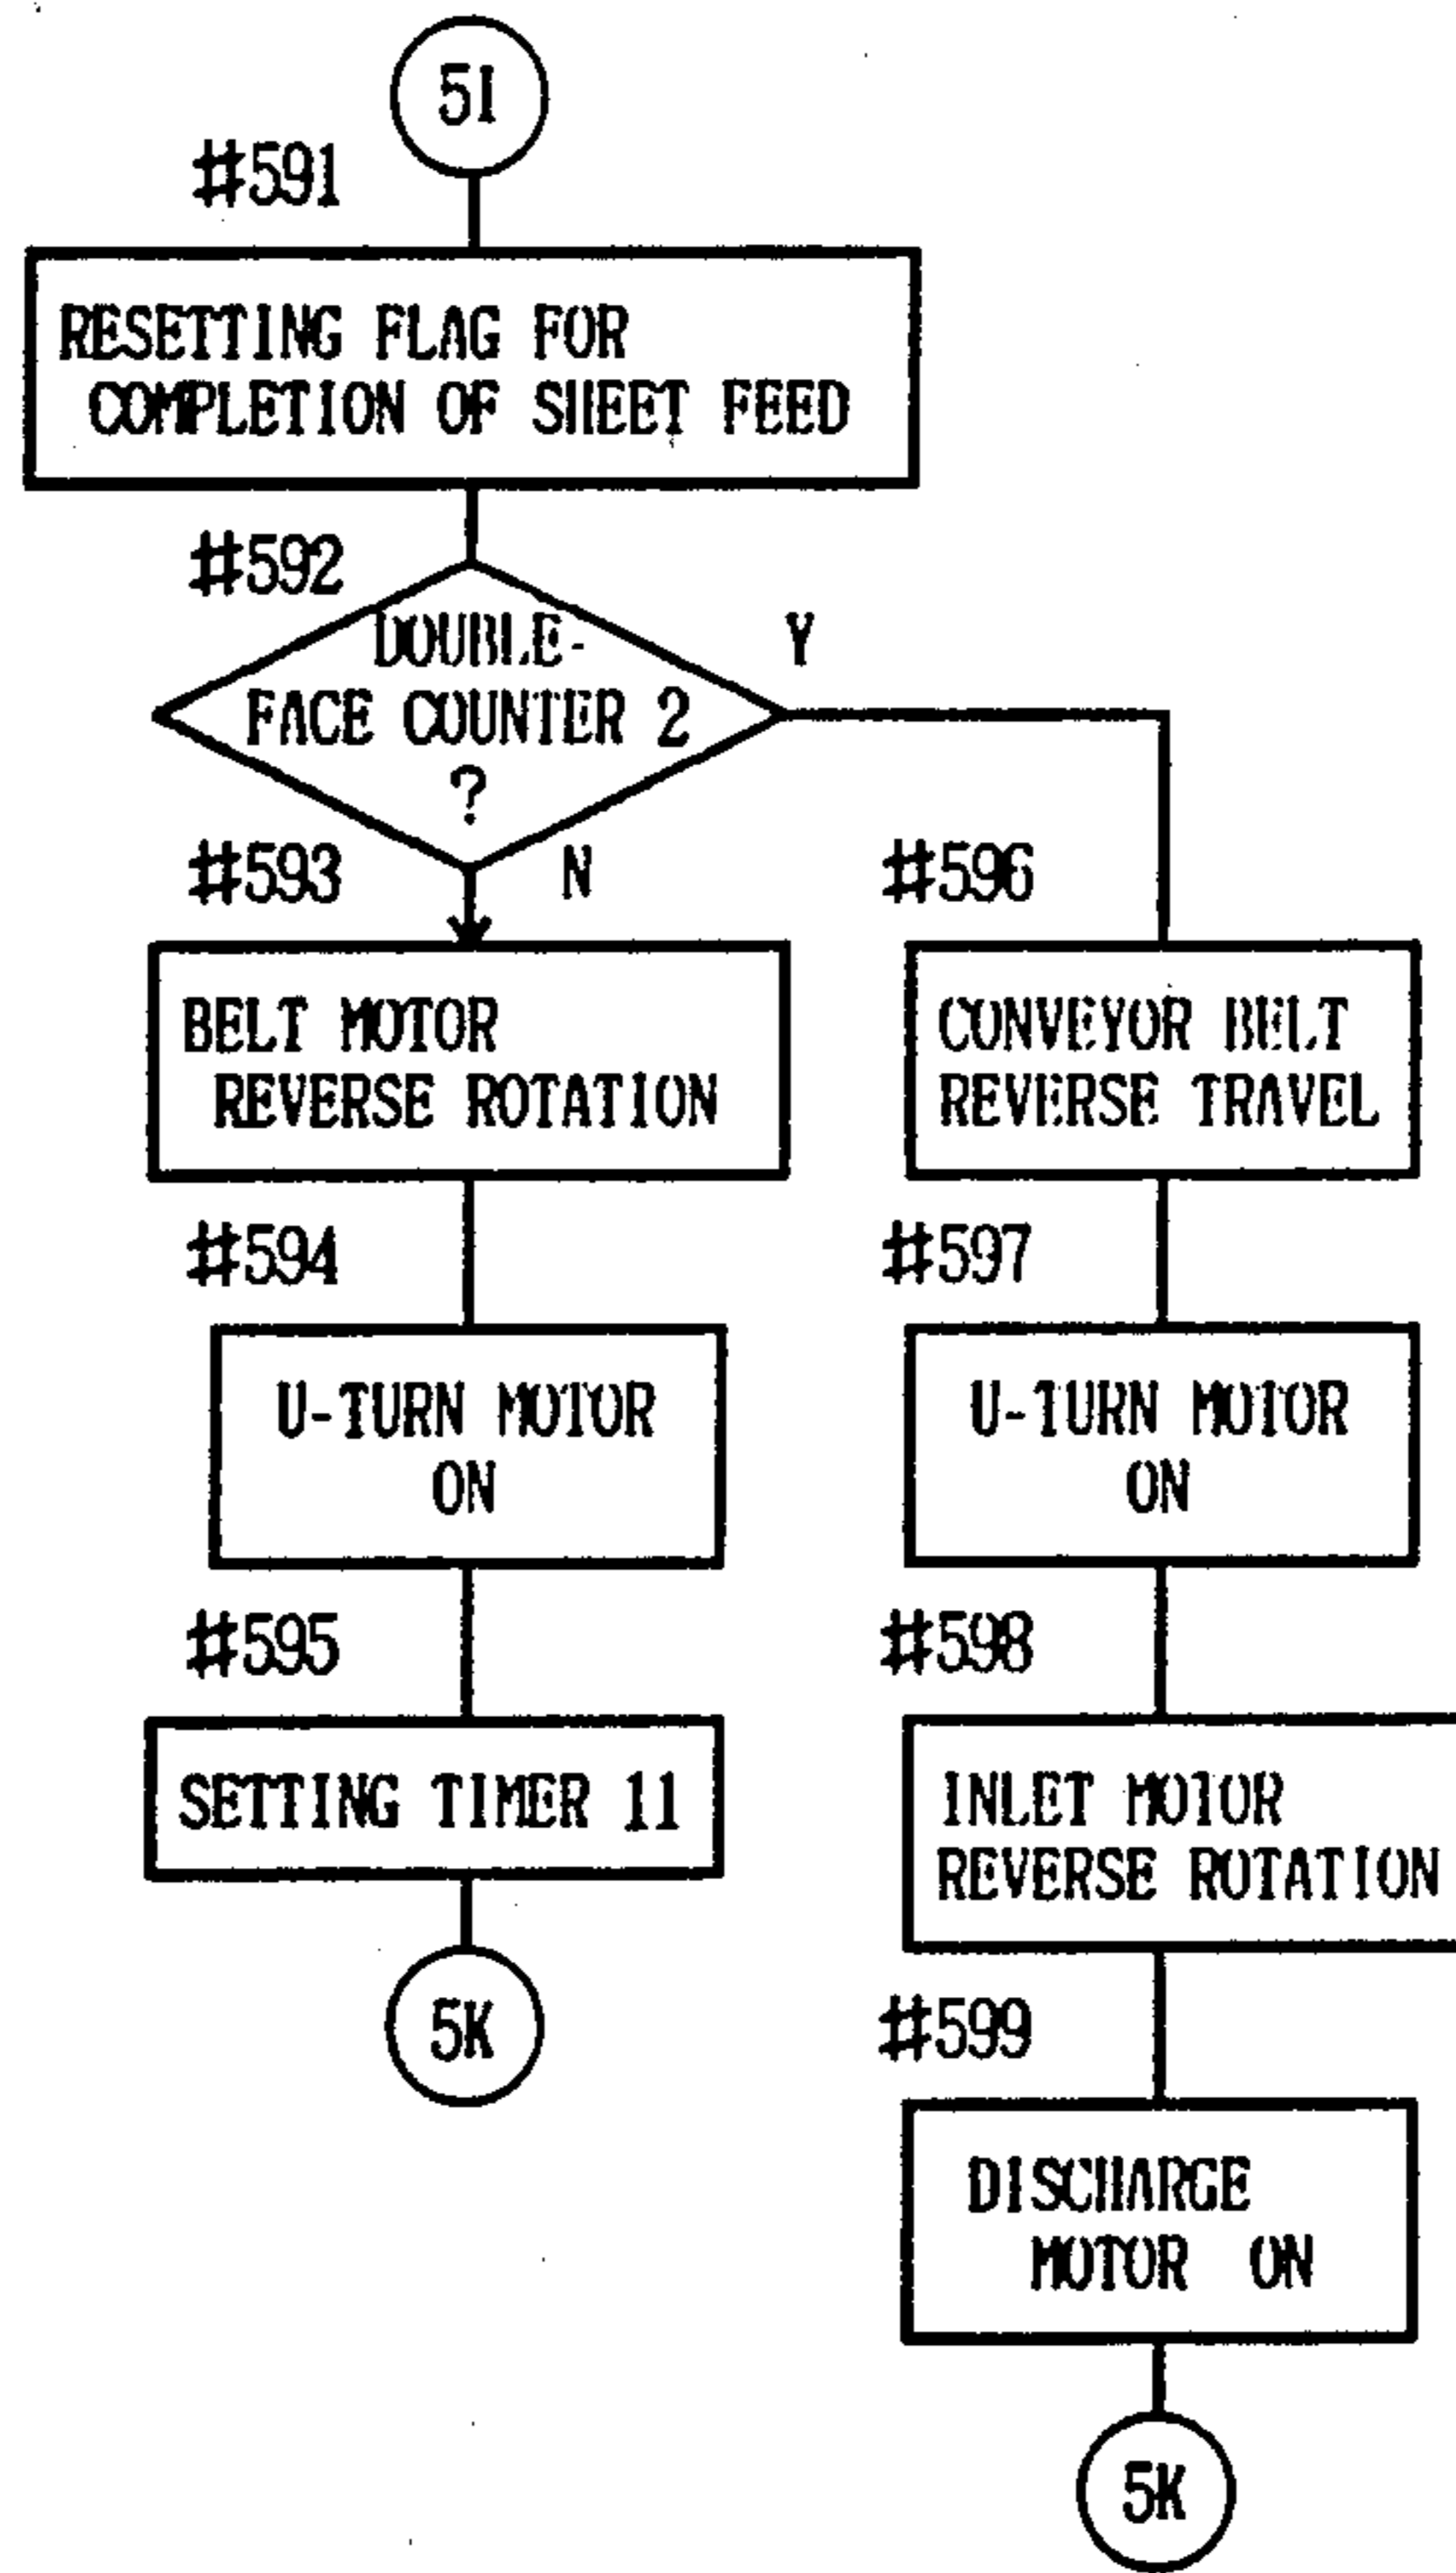 5I
#591
RESETTING FLAG FOR
COMPLETION OF SHEET FEED
#592
DOUBLE-
FACE COUNTER 2
?
Y
N
#593
BELT MOTOR
REVERSE ROTATION
#594
U-TURN MOTOR
ON
#595
SETTING TIMER 11
5K
#596
CONVEYOR BELT
REVERSE TRAVEL
#597
U-TURN MOTOR
ON
#598
INLET MOTOR
REVERSE ROTATION
#599
DISCHARGE
MOTOR ON
5K